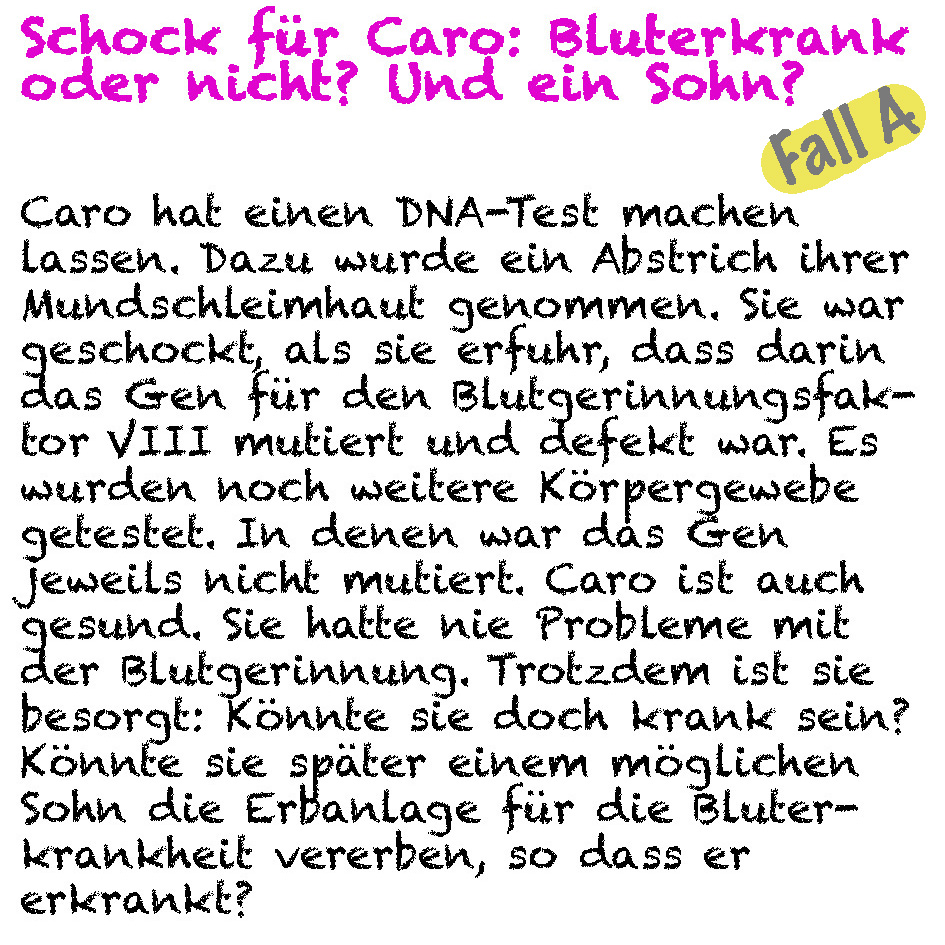 Schock für Caro: Bluterkrank
oder nicht? Und ein Sohn?
Fall A
Caro hat einen DNA-Test machen
lassen. Dazu wurde ein Abstrich ihrer
Mundschleimhaut genommen. Sie war
geschockt, als sie erfuhr, dass darin
das Gen für den Blutgerinnungsfak-
tor VIII mutiert und defekt war. Es
wurden noch weitere Körpergewebe
getestet. In denen war das Gen
jeweils nicht mutiert. Caro ist auch
gesund. Sie hatte nie Probleme mit
der Blutgerinnung. Trotzdem ist sie
besorgt: Könnte sie doch krank sein?
Könnte sie später einem möglichen
Sohn die Erbanlage für die Bluter-
krankheit vererben, so dass er
erkrankt?